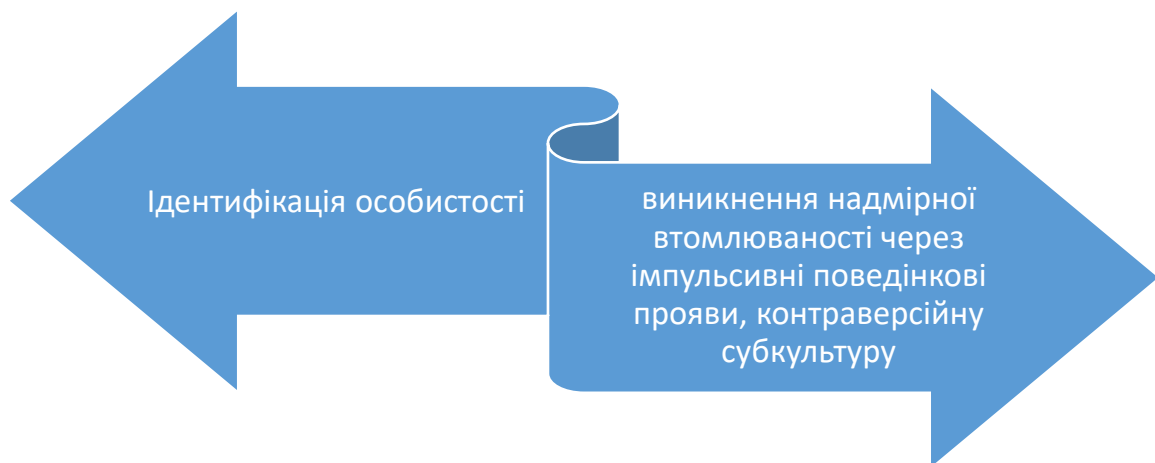 Ідентифікація особистості
виникнення надмірної
втомлюваності через
імпульсивні поведінкові
прояви, контраверсійну
субкультуру